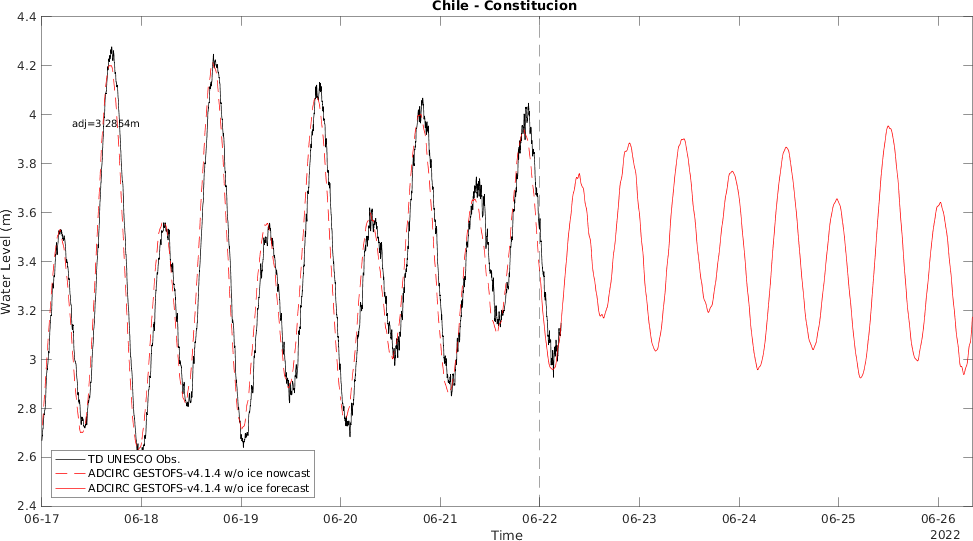 Chile - Constitucion
4.4
4.2
4
3.8
3.6
3.4
3.2
3
2.8
2.6
2.4
Water Level (m)
adj=3.2854m
TD UNESCO Obs.
ADCIRC GESTOFS-v4.1.4 w/o ice nowcast
ADCIRC GESTOFS-v4.1.4 w/o ice forecast
06-17 06-18 06-19 06-20 06-21 06-22 06-23 06-24 06-25 06-26
Time 2022